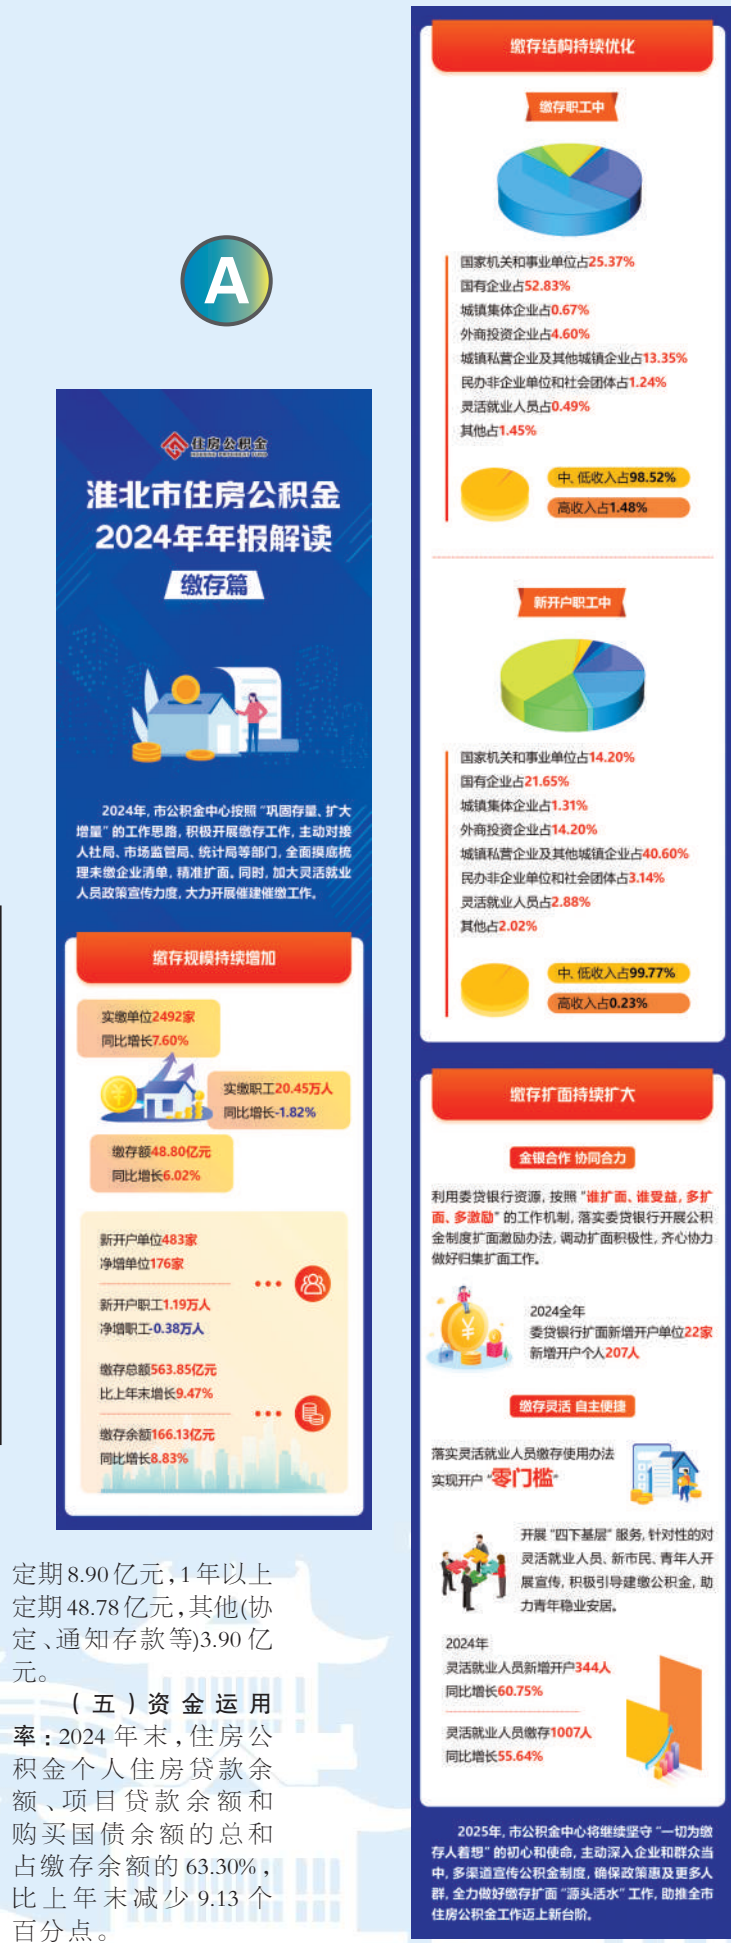 A
住房公积金
HOUSING PROVIDENT FUND
淮北市住房公积金
2024年年报解读
缴存篇
2024年,市公积金中心按照“巩固存量、扩大
增量”的工作思路,积极开展缴存工作,主动对接
人社局、市场监管局、统计局等部门,全面摸底梳
理未缴企业清单,精准扩面。同时,加大灵活就业
人员政策宣传力度,大力开展催建催缴工作。
缴存规模持续增加
实缴单位2492家
同比增长7.60%
实缴职工20.45万人
同比增长-1.82%
缴存额48.80亿元
同比增长6.02%
新开户单位483家
净增单位176家
新开户职工1.19万人
净增职工-0.38万人
缴存总额563.85亿元
比上年末增长9.47%
缴存余额166.13亿元
同比增长8.83%
定期8.90亿元,1年以上
定期48.78亿元,其他(协
定、通知存款等)3.90亿
元。
(五)资金运用
率:2024年末,住房公
积金个人住房贷款余
额、项目贷款余额和
购买国债余额的总和
占缴存余额的63.30%,
比上年末减少9.13个
百分点。
缴存结构持续优化
缴存职工中
国家机关和事业单位占25.37%
国有企业占52.83%
城镇集体企业占0.67%
外商投资企业占4.60%
城镇私营企业及其他城镇企业占13.35%
民办非企业单位和社会团体占1.24%
灵活就业人员占0.49%
其他占1.45%
中、低收入占98.52%
高收入占1.48%
新开户职工中
国家机关和事业单位占14.20%
国有企业占21.65%
城镇集体企业占1.31%
外商投资企业占14.20%
城镇私营企业及其他城镇企业占40.60%
民办非企业单位和社会团体占3.14%
灵活就业人员占2.88%
其他占2.02%
中、低收入占99.77%
高收入占0.23%
缴存扩面持续扩大
金银合作 协同合力
利用委贷银行资源,按照“谁扩面、谁受益,多扩
面、多激励”的工作机制,落实委贷银行开展公积
金制度扩面激励办法,调动扩面积极性,齐心协力
做好归集扩面工作。
2024全年
委贷银行扩面新增开户单位22家
新增开户个人207人
缴存灵活 自主便捷
落实灵活就业人员缴存使用办法
实现开户“零门槛”
开展“四下基层”服务,针对性的对
灵活就业人员、新市民、青年人开
展宣传,积极引导建缴公积金,助
力青年稳业安居。
2024年
灵活就业人员新增开户344人
同比增长60.75%
灵活就业人员缴存1007人
同比增长55.64%
2025年,市公积金中心将继续坚守“一切为缴
存人着想”的初心和使命,主动深入企业和群众当
中,多渠道宣传公积金制度,确保政策惠及更多人
群,全力做好缴存扩面“源头活水”工作,助推全市
住房公积金工作迈上新台阶。